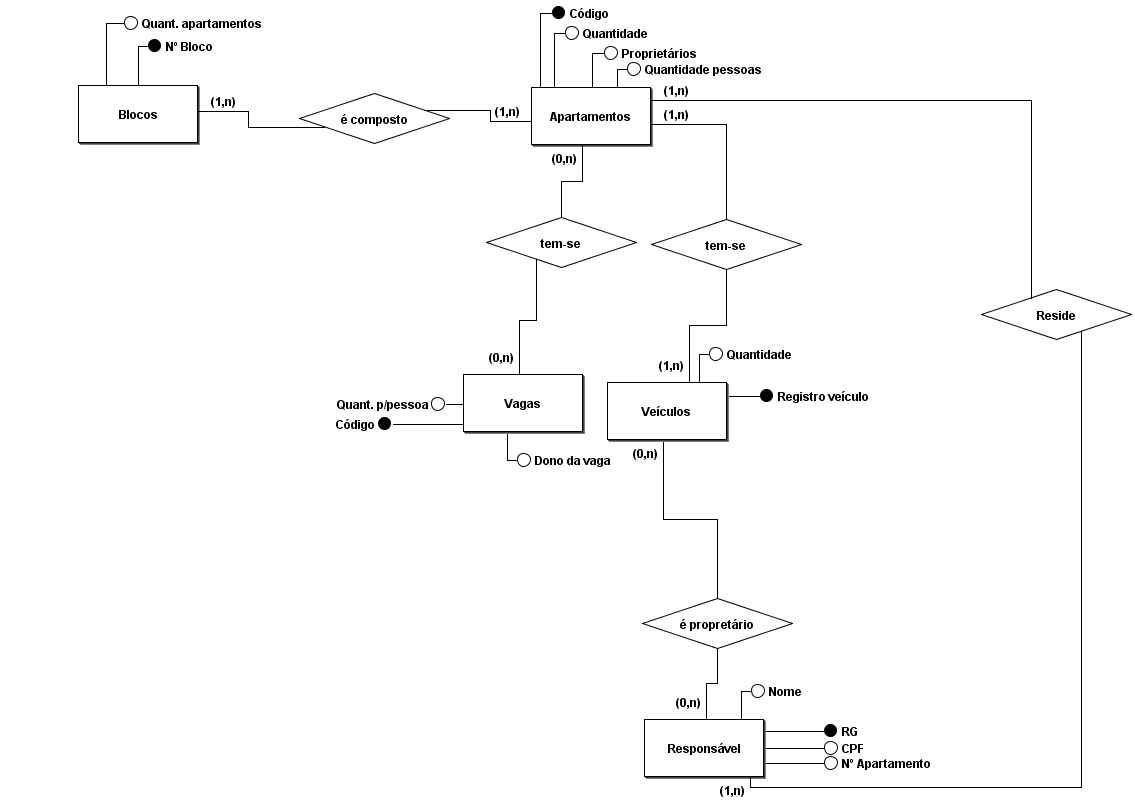 Código
Quant. apartamentos
Quantidade
N° Bloco
Proprietários
Quantidade pessoas
(1,n)
(1,n)
(1,n)
(1,n)
Blocos
é composto
Apartamentos
(0,n)
tem-se
tem-se
Reside
(0,n)
(1,n)
Quantidade
Quant. p/pessoa
Código
Vagas
Veículos
Registro veículo
(0,n)
Dono da vaga
é propretário
(0,n)
Nome
Responsável
RG
CPF
N° Apartamento
(1,n)